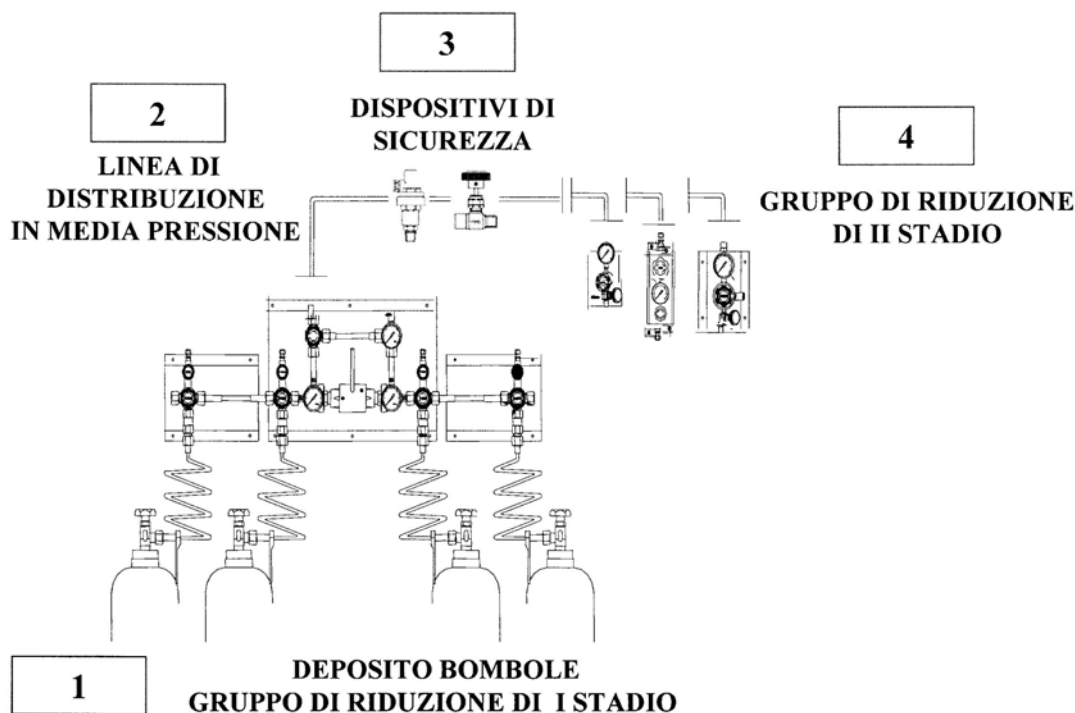 3
DISPOSITIVI DI
SICUREZZA
2
LINEA DI
DISTRIBUZIONE
IN MEDIA PRESSIONE
4
GRUPPO DI RIDUZIONE
DI II STADIO
1
DEPOSITO BOMBOLE
GRUPPO DI RIDUZIONE DI I STADIO